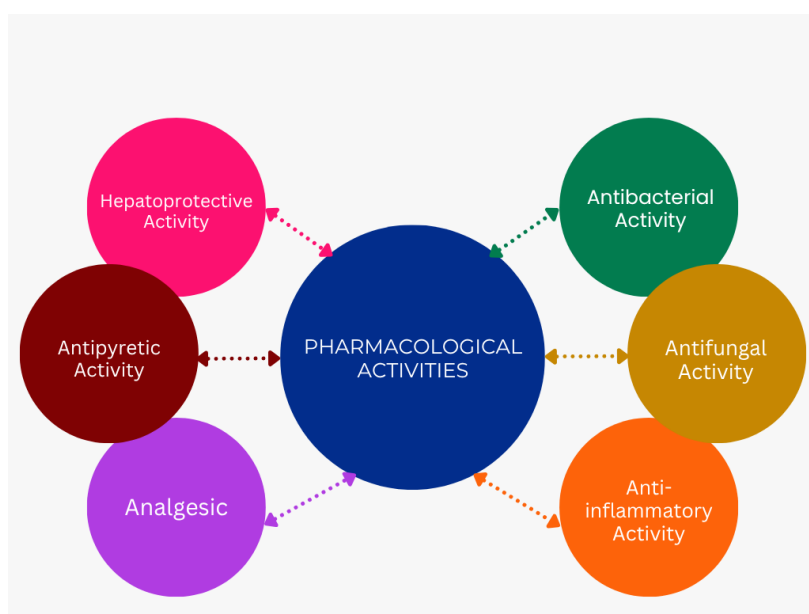 Hepatoprotective
Activity
Antibacterial
Activity
Antipyretic
Activity
PHARMACOLOGICAL
ACTIVITIES
Antifungal
Activity
Analgesic
Anti-
inflammatory
Activity